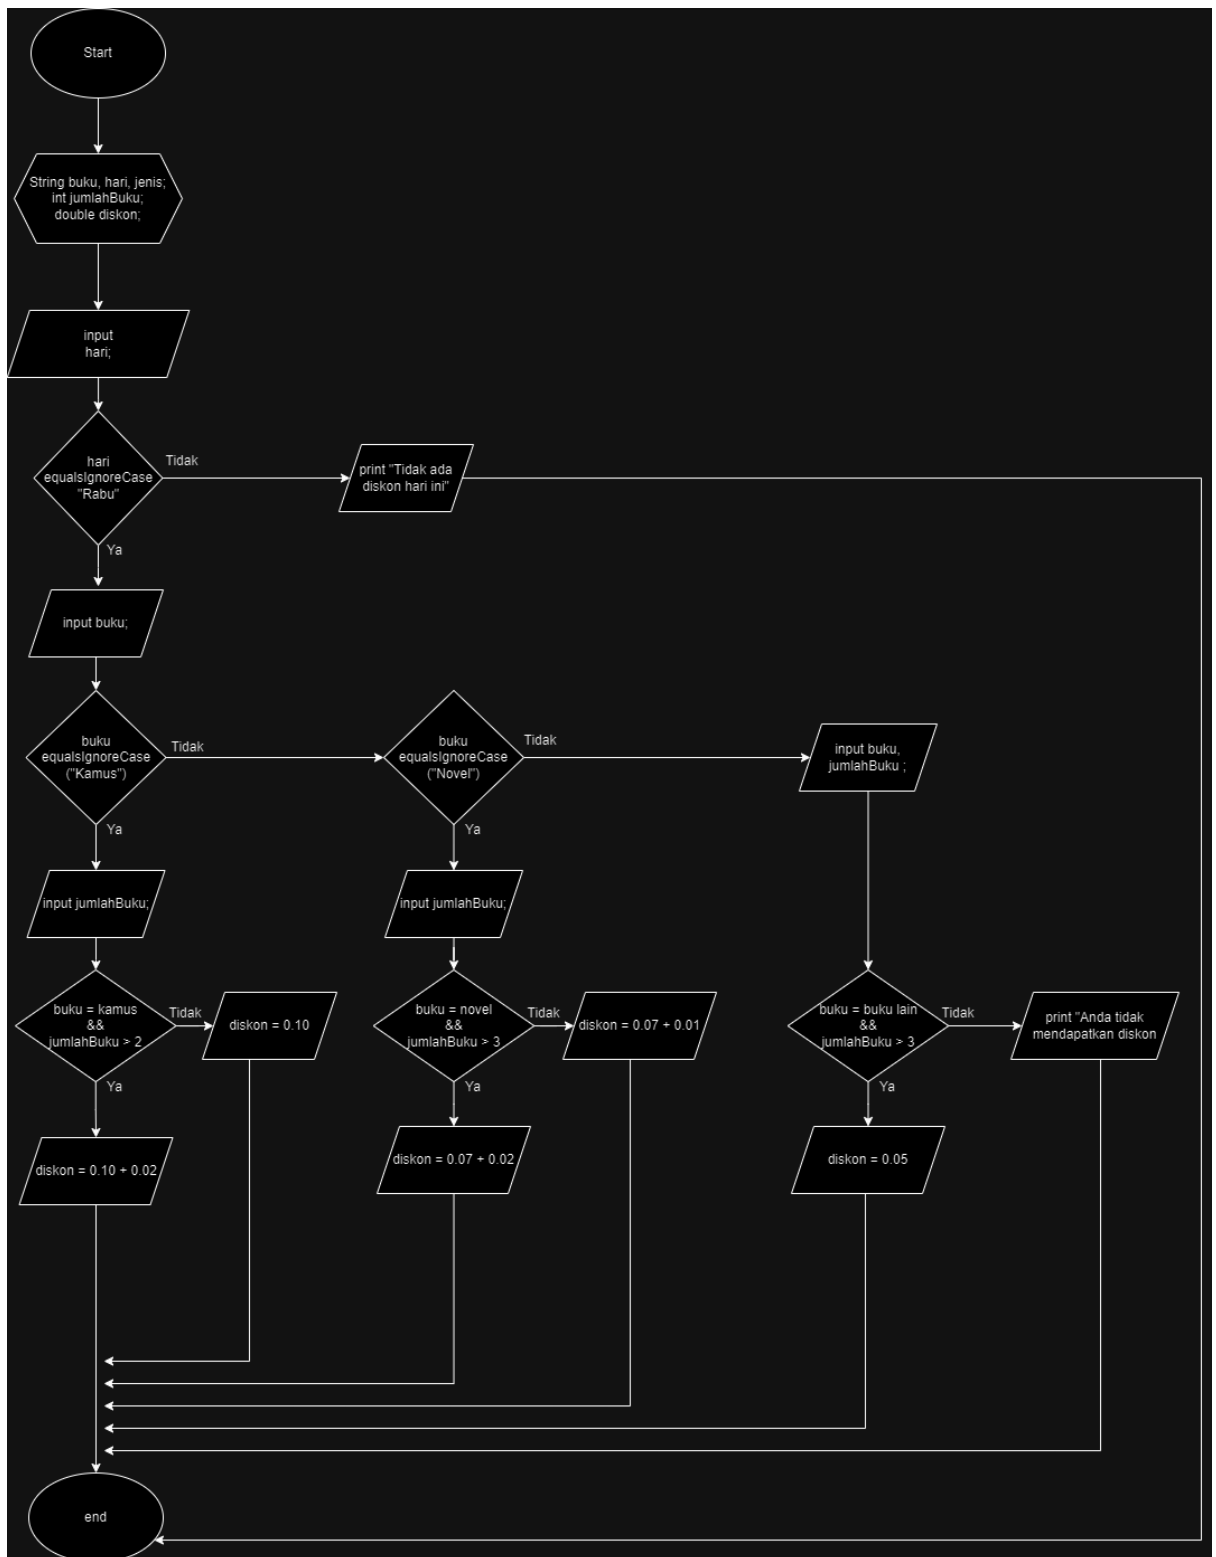 Start
String buku, hari, jenis;
int jumlahBuku;
double diskon;
input
hari;
hari
equalsIgnoreCase
"Rabu"
Tidak
print "Tidak ada
diskon hari ini"
Ya
input buku;
buku
equalsIgnoreCase
("Kamus")
Tidak
buku
equalsIgnoreCase
("Novel")
Tidak
input buku,
jumlahBuku ;
Ya
Ya
input jumlahBuku;
input jumlahBuku;
buku = kamus
&&
jumlahBuku > 2
Tidak
diskon = 0.10
buku = novel
&&
jumlahBuku > 3
Tidak
diskon = 0.07 + 0.01
buku = buku lain
&&
jumlahBuku > 3
Tidak
print "Anda tidak
mendapatkan diskon
Ya
Ya
Ya
diskon = 0.10 + 0.02
diskon = 0.07 + 0.02
diskon = 0.05
end